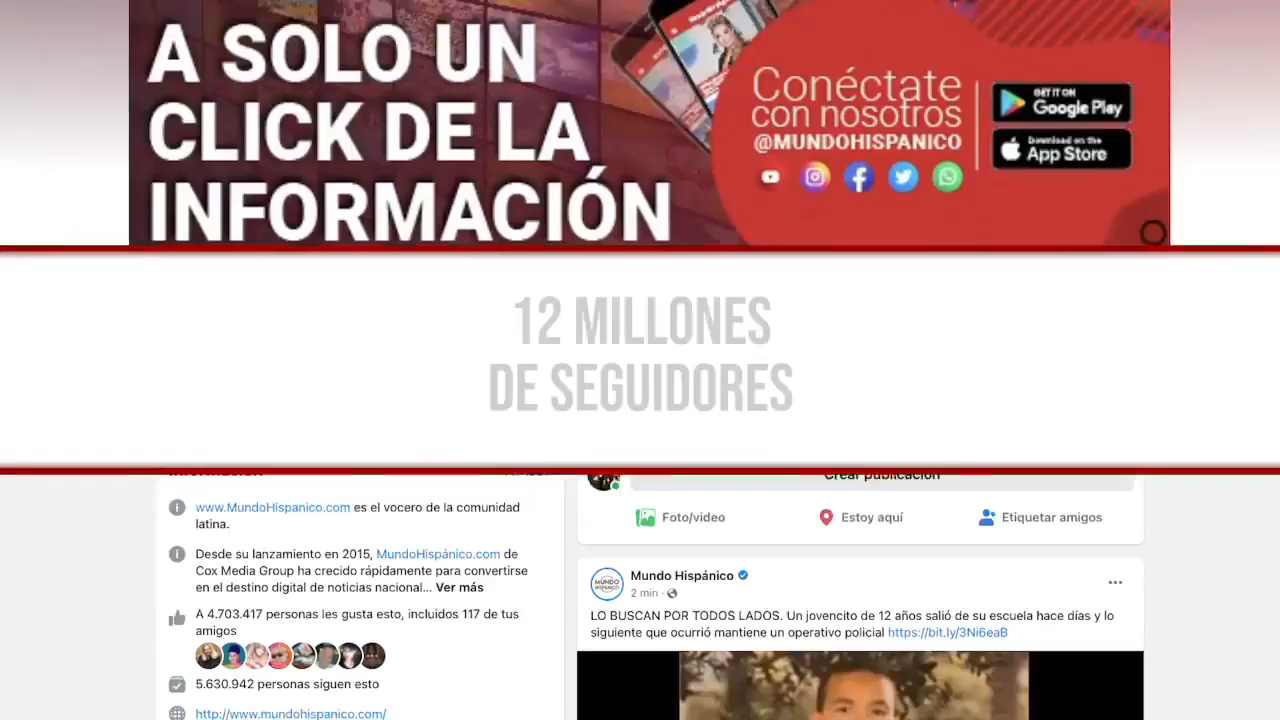 A SOLO UN
CLICK DE LA
INFORMACIÓN
Conéctate
con nosotros
@MUNDOHISPANICO
GET IT ON
Google Play
Download on the
App Store
12 MILLONES
DE SEGUIDORES
www.MundoHispanico.com es el vocero de la comunidad
latina.
Desde su lanzamiento en 2015, MundoHispánico.com de
Cox Media Group ha crecido rápidamente para convertirse
en el destino digital de noticias nacional... Ver más
A 4.703.417 personas les gusta esto, incluidos 117 de tus
amigos
5.630.942 personas siguen esto
http://www.mundohispanico.com/
Crear publicación
Foto/video
Estoy aquí
Etiquetar amigos
MUNDO
HISPÁNICO
Mundo Hispánico
2 min ·
LO BUSCAN POR TODOS LADOS. Un jovencito de 12 años salió de su escuela hace días y lo
siguiente que ocurrió mantiene un operativo policial https://bit.ly/3Ni6eaB